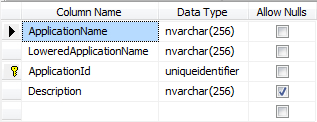 Column Name Data Type Allow Nulls
ApplicationName nvarchar(256)
LoweredApplicationName nvarchar(256)
ApplicationId uniqueidentifier
Description nvarchar(256)